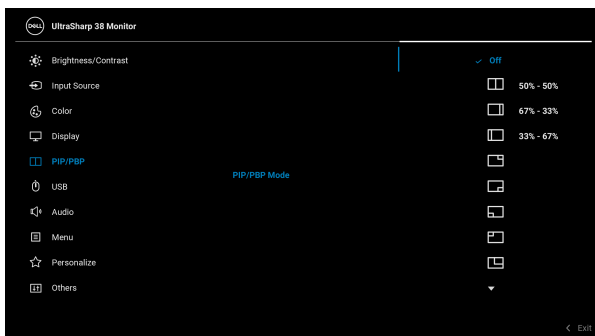 DELL UltraSharp 38 Monitor
Brightness/Contrast
Off
Input Source
50% - 50%
Color
67% - 33%
Display
33% - 67%
PIP/PBP
PIP/PBP Mode
USB
Audio
Menu
Personalize
Others
Exit